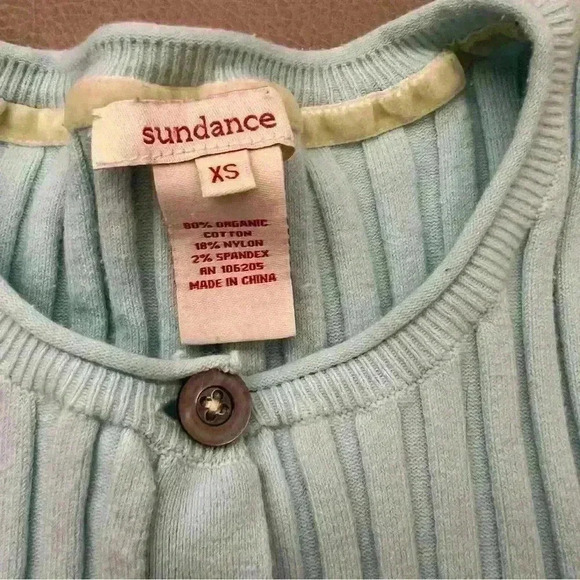 sundance
XS
80% ORGANIC
COTTON
18% NYLON
2% SPANDEX
RN 106205
MADE IN CHINA